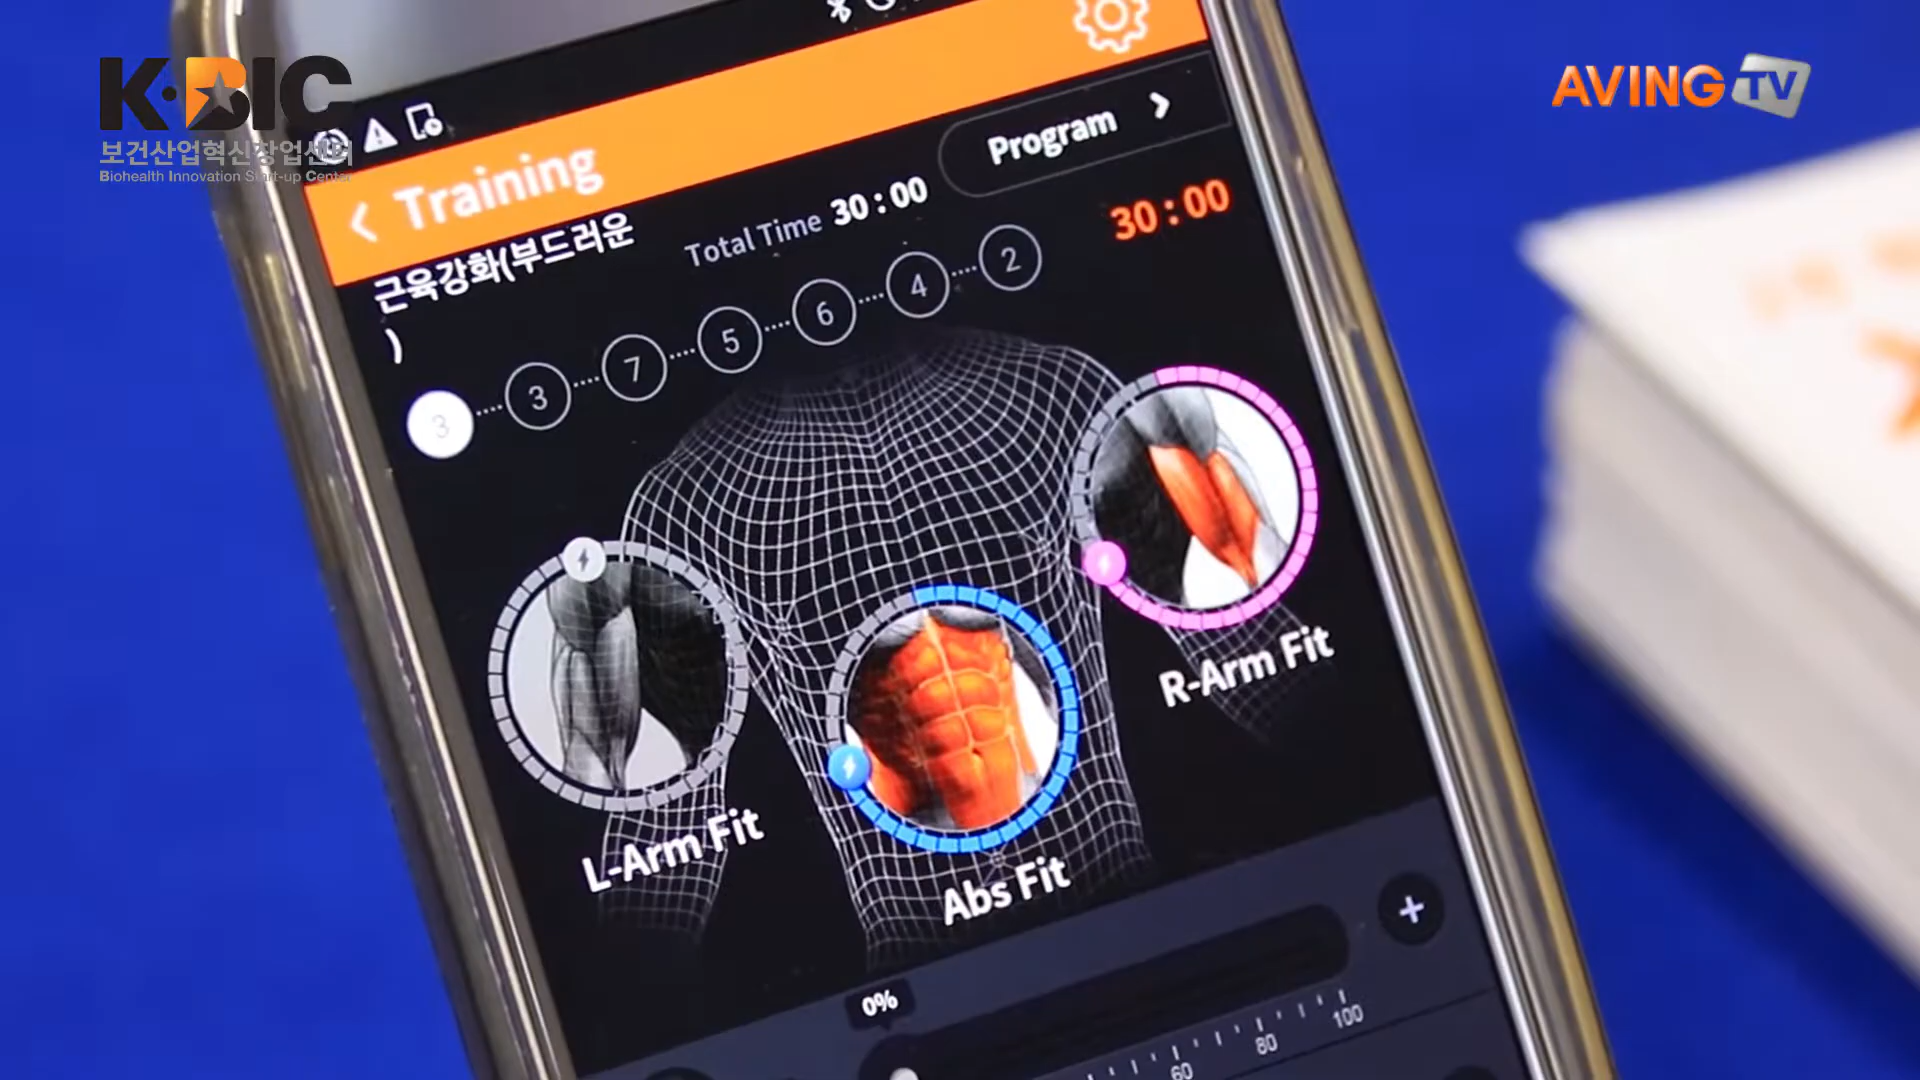 K·BIC
보건산업혁신창업센터
Biohealth Innovation Start-up Center
AVING TV
Training
Program
근육강화(부드러운
)
Total Time 30 : 00
30 : 00
3
3
7
5
6
4
2
L-Arm Fit
Abs Fit
R-Arm Fit
0%
60
80
100